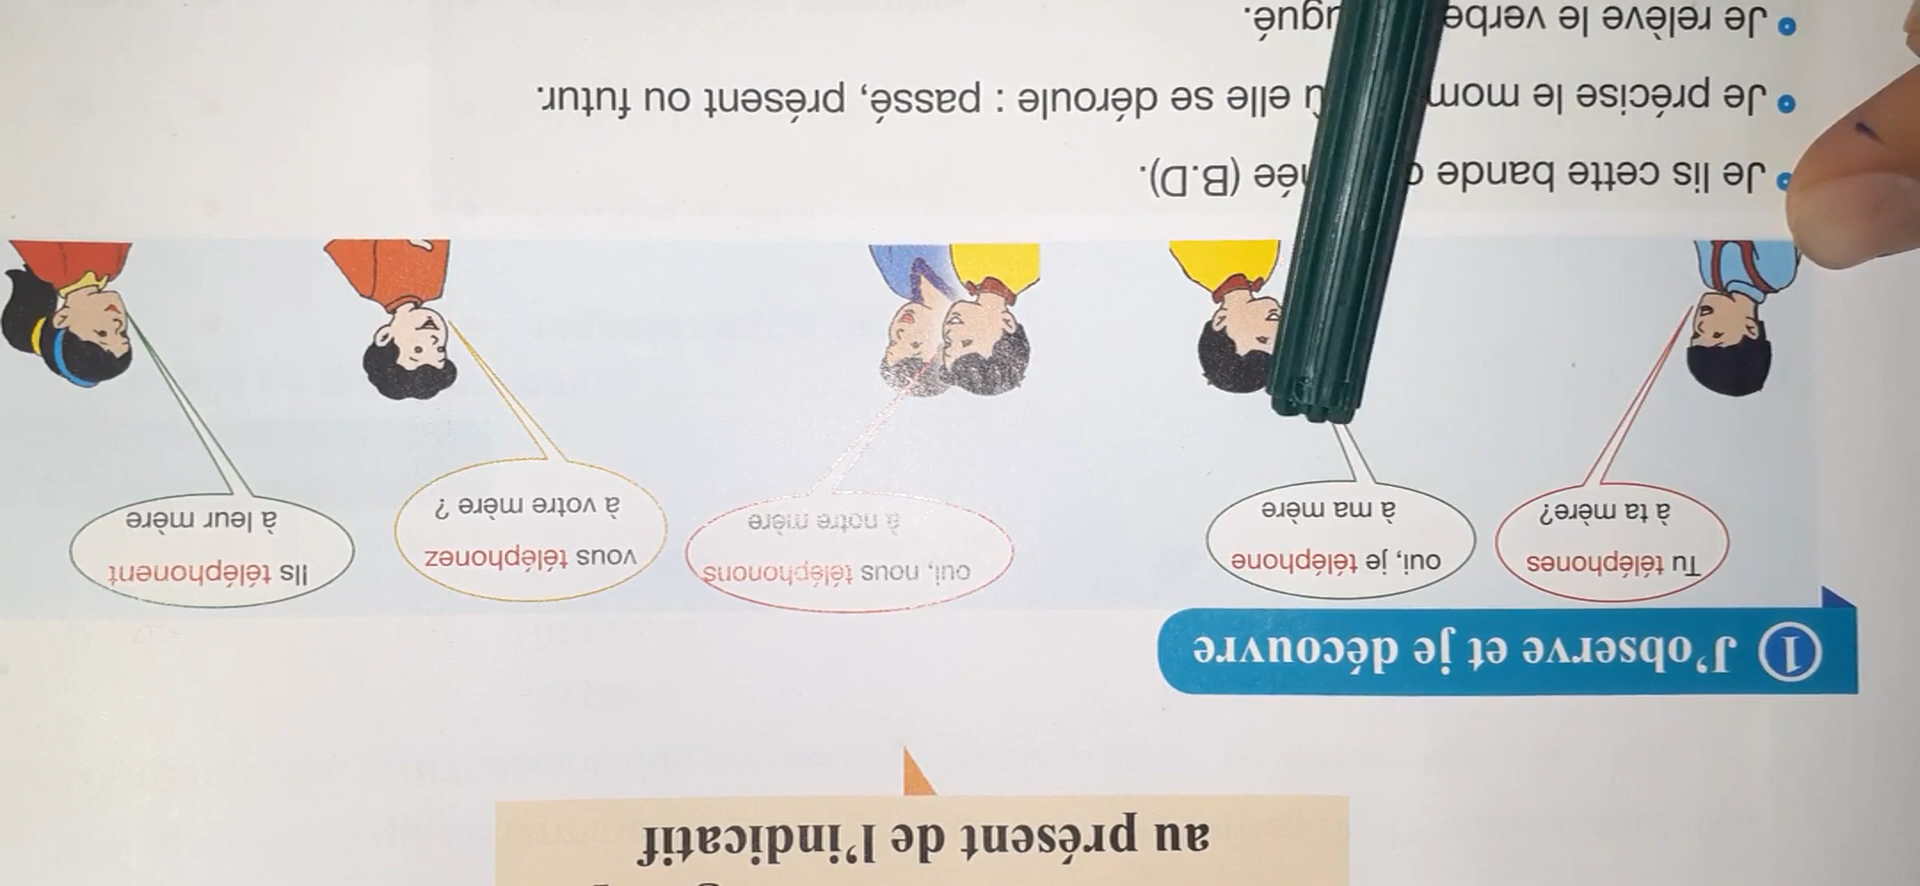 au présent de l'indicatif
1 J'observe et je découvre
Tu téléphones
à ta mère?
oui, je téléphone
à ma mère
oui, nous téléphonons
à notre mère
vous téléphonez
à votre mère ?
Ils téléphonent
à leur mère
• Je lis cette bande née (B.D).
• Je précise le mom ù elle se déroule : passé, présent ou futur.
• Je relève le verbe ugué.